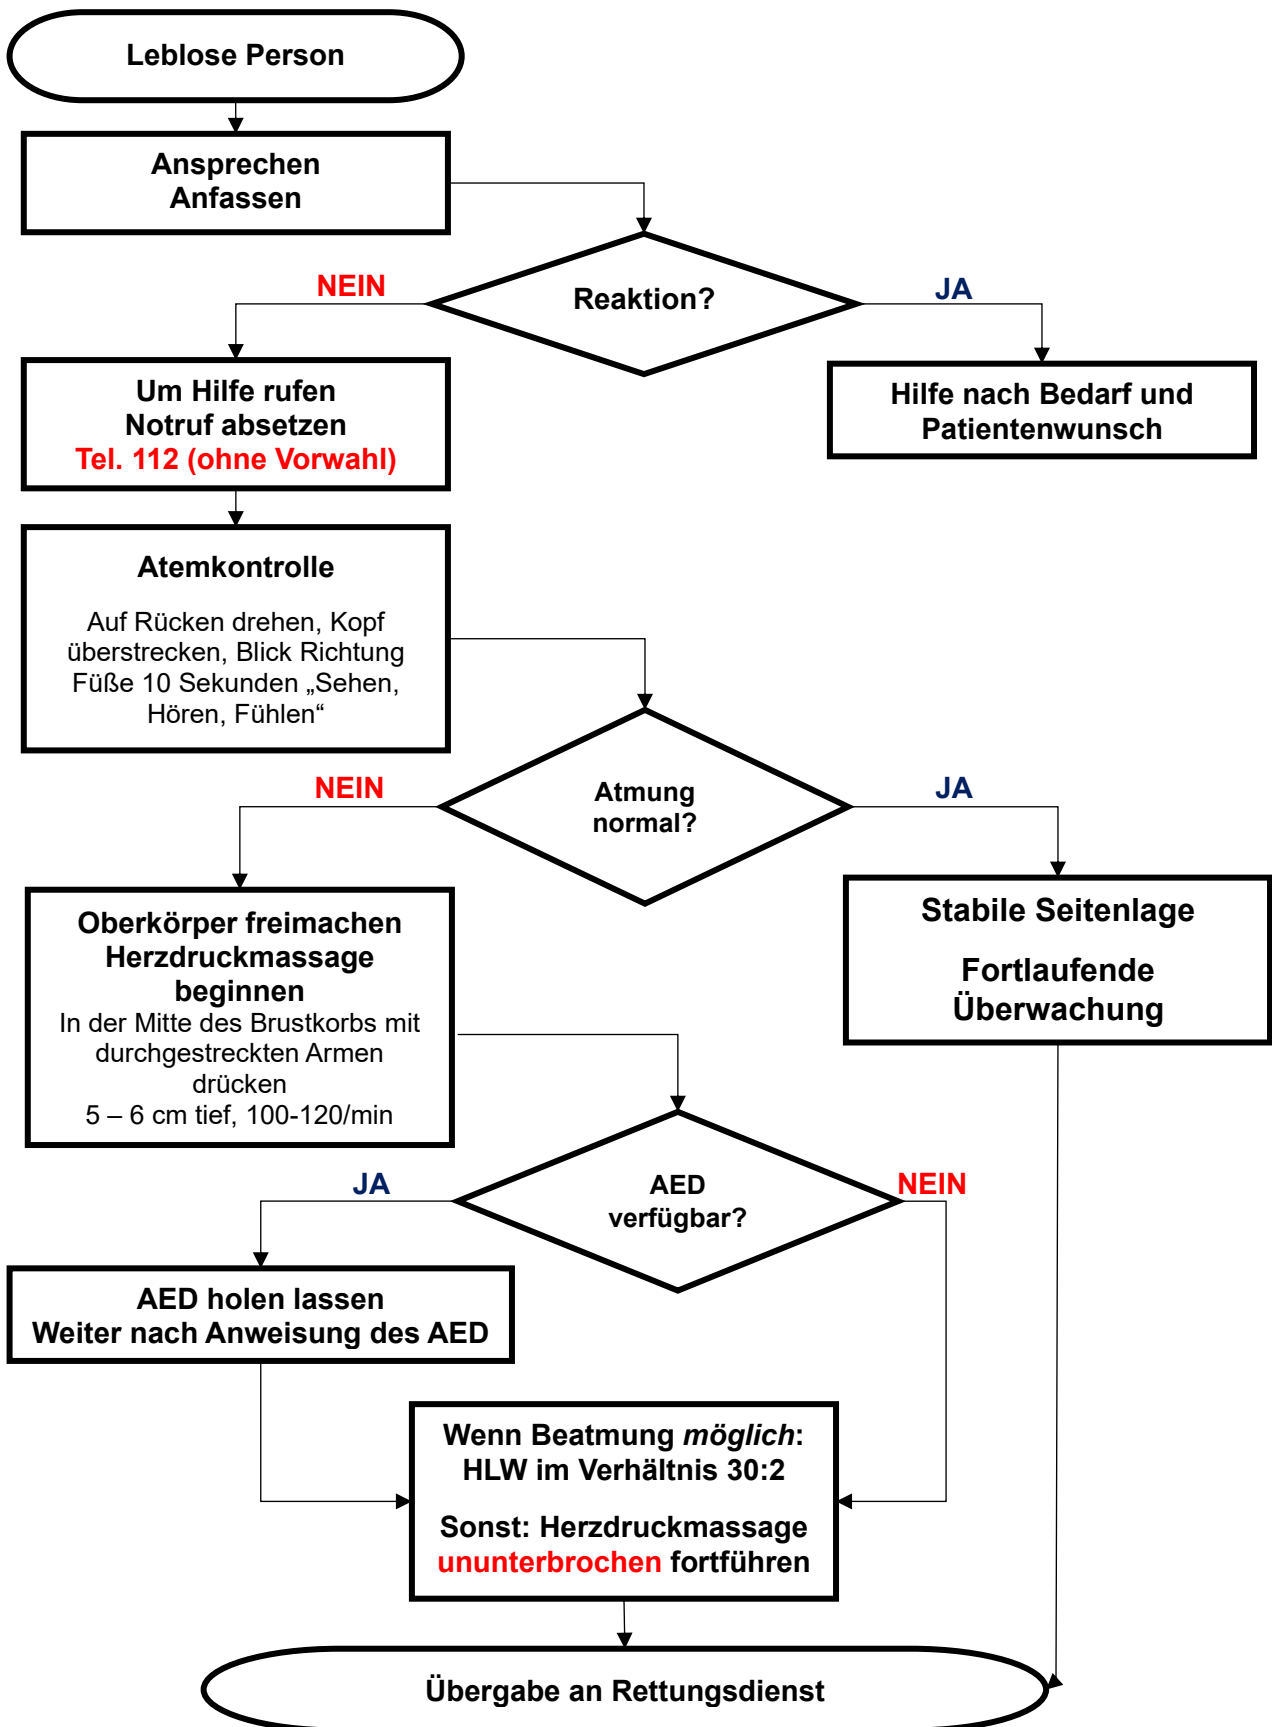 Leblose Person
Ansprechen
Anfassen
Reaktion?
NEIN
JA
Um Hilfe rufen
Notruf absetzen
Tel. 112 (ohne Vorwahl)
Hilfe nach Bedarf und
Patientenwunsch
Atemkontrolle
Auf Rücken drehen, Kopf
überstrecken, Blick Richtung
Füße 10 Sekunden „Sehen,
Hören, Fühlen“
Atmung
normal?
NEIN
JA
Oberkörper freimachen
Herzdruckmassage
beginnen
In der Mitte des Brustkorbs mit
durchgestreckten Armen
drücken
5 – 6 cm tief, 100-120/min
Stabile Seitenlage
Fortlaufende
Überwachung
AED
verfügbar?
JA
NEIN
AED holen lassen
Weiter nach Anweisung des AED
Wenn Beatmung möglich:
HLW im Verhältnis 30:2
Sonst: Herzdruckmassage
ununterbrochen fortführen
Übergabe an Rettungsdienst